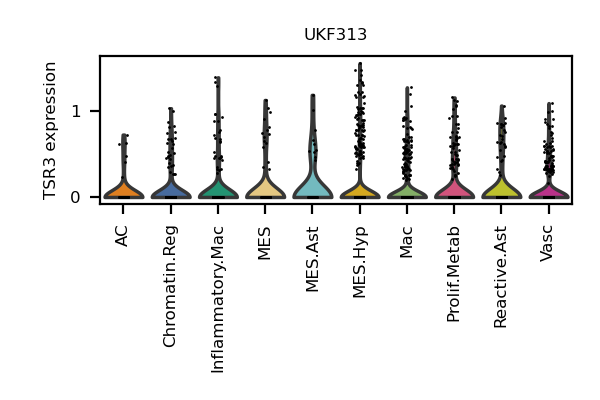 UKF313
TSR3 expression
1
0
AC
Chromatin.Reg
Inflammatory.Mac
MES
MES.Ast
MES.Hyp
Mac
Prolif.Metab
Reactive.Ast
Vasc